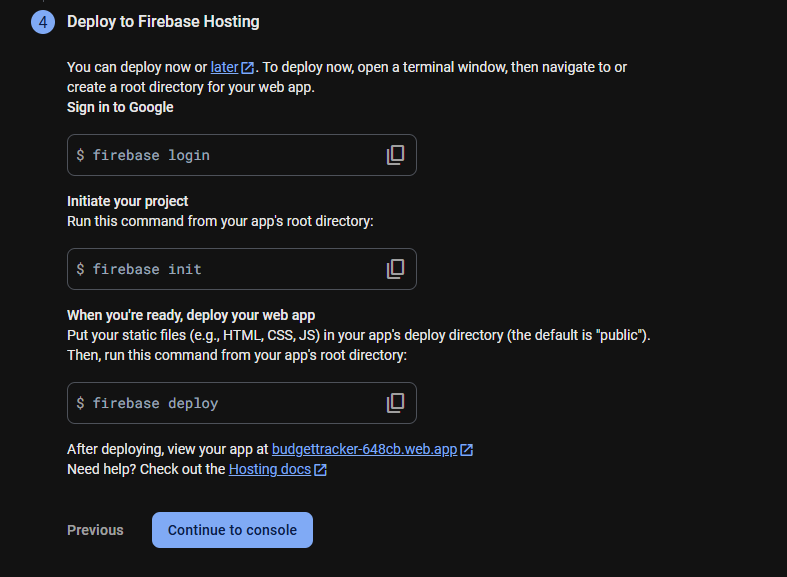 4 Deploy to Firebase Hosting
You can deploy now or later. To deploy now, open a terminal window, then navigate to or
create a root directory for your web app.
Sign in to Google
$ firebase login
Initiate your project
Run this command from your app's root directory:
$ firebase init
When you're ready, deploy your web app
Put your static files (e.g., HTML, CSS, JS) in your app's deploy directory (the default is "public").
Then, run this command from your app's root directory:
$ firebase deploy
After deploying, view your app at budgettracker-648cb.web.app
Need help? Check out the Hosting docs
Previous Continue to console